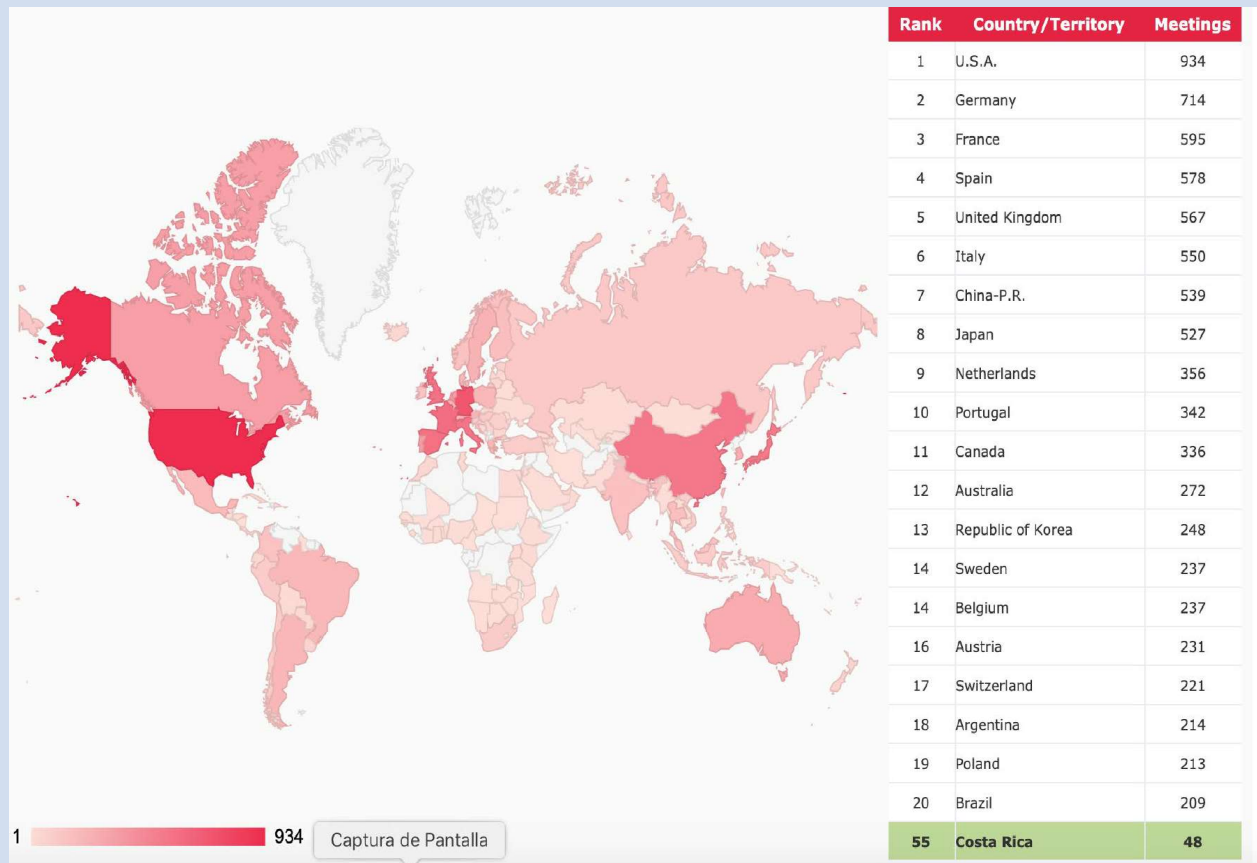 Rank Country/Territory Meetings
1 U.S.A. 934
2 Germany 714
3 France 595
4 Spain 578
5 United Kingdom 567
6 Italy 550
7 China-P.R. 539
8 Japan 527
9 Netherlands 356
10 Portugal 342
11 Canada 336
12 Australia 272
13 Republic of Korea 248
14 Sweden 237
14 Belgium 237
16 Austria 231
17 Switzerland 221
18 Argentina 214
19 Poland 213
20 Brazil 209
55 Costa Rica 48
1 934
Captura de Pantalla